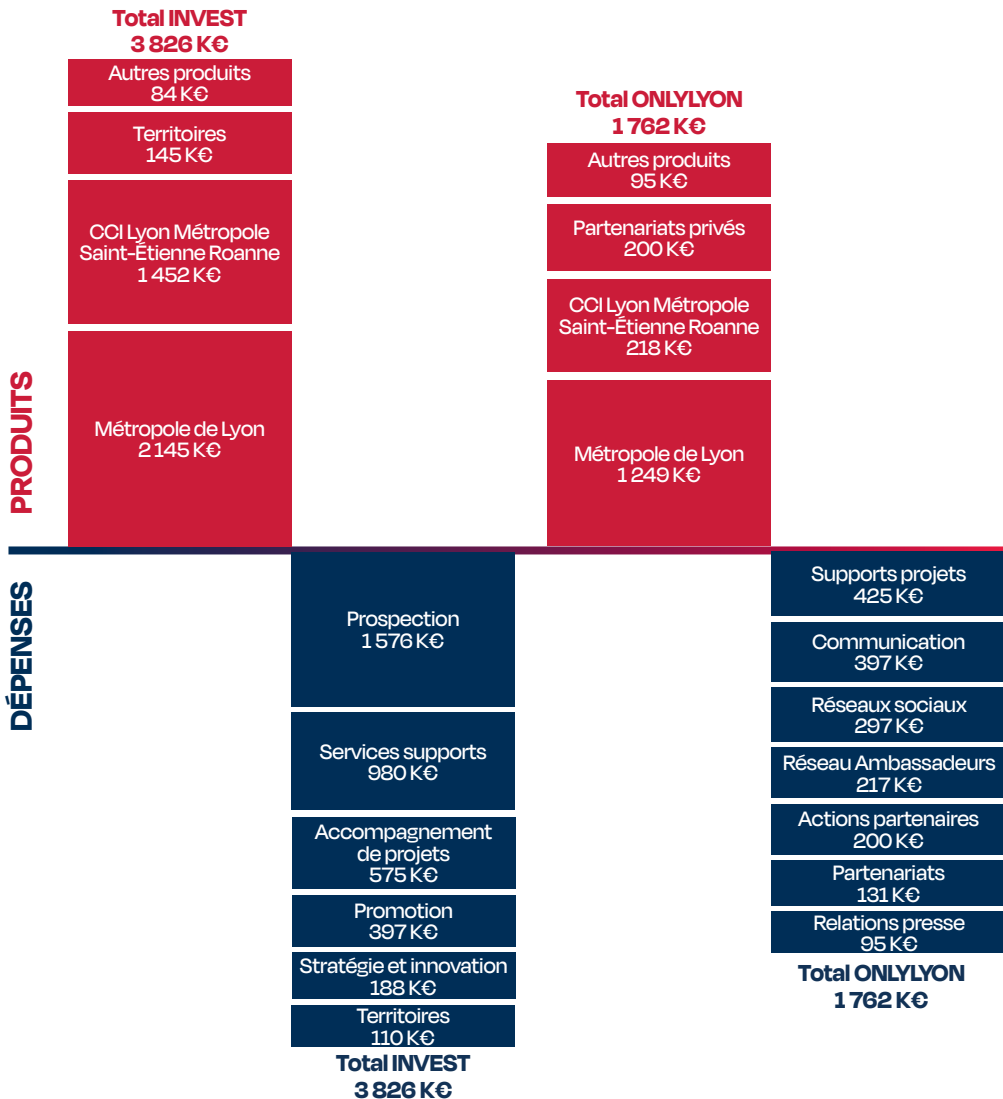 Total INVEST
3 826 K€
Autres produits
84 K€
Territoires
145 K€
CCI Lyon Métropole
Saint-Étienne Roanne
1 452 K€
Métropole de Lyon
2 145 K€
Total ONLYLYON
1 762 K€
Autres produits
95 K€
Partenariats privés
200 K€
CCI Lyon Métropole
Saint-Étienne Roanne
218 K€
Métropole de Lyon
1 249 K€
PRODUITS
DÉPENSES
Prospection
1 576 K€
Services supports
980 K€
Accompagnement
de projets
575 K€
Promotion
397 K€
Stratégie et innovation
188 K€
Territoires
110 K€
Total INVEST
3 826 K€
Supports projets
425 K€
Communication
397 K€
Réseaux sociaux
297 K€
Réseau Ambassadeurs
217 K€
Actions partenaires
200 K€
Partenariats
131 K€
Relations presse
95 K€
Total ONLYLYON
1 762 K€